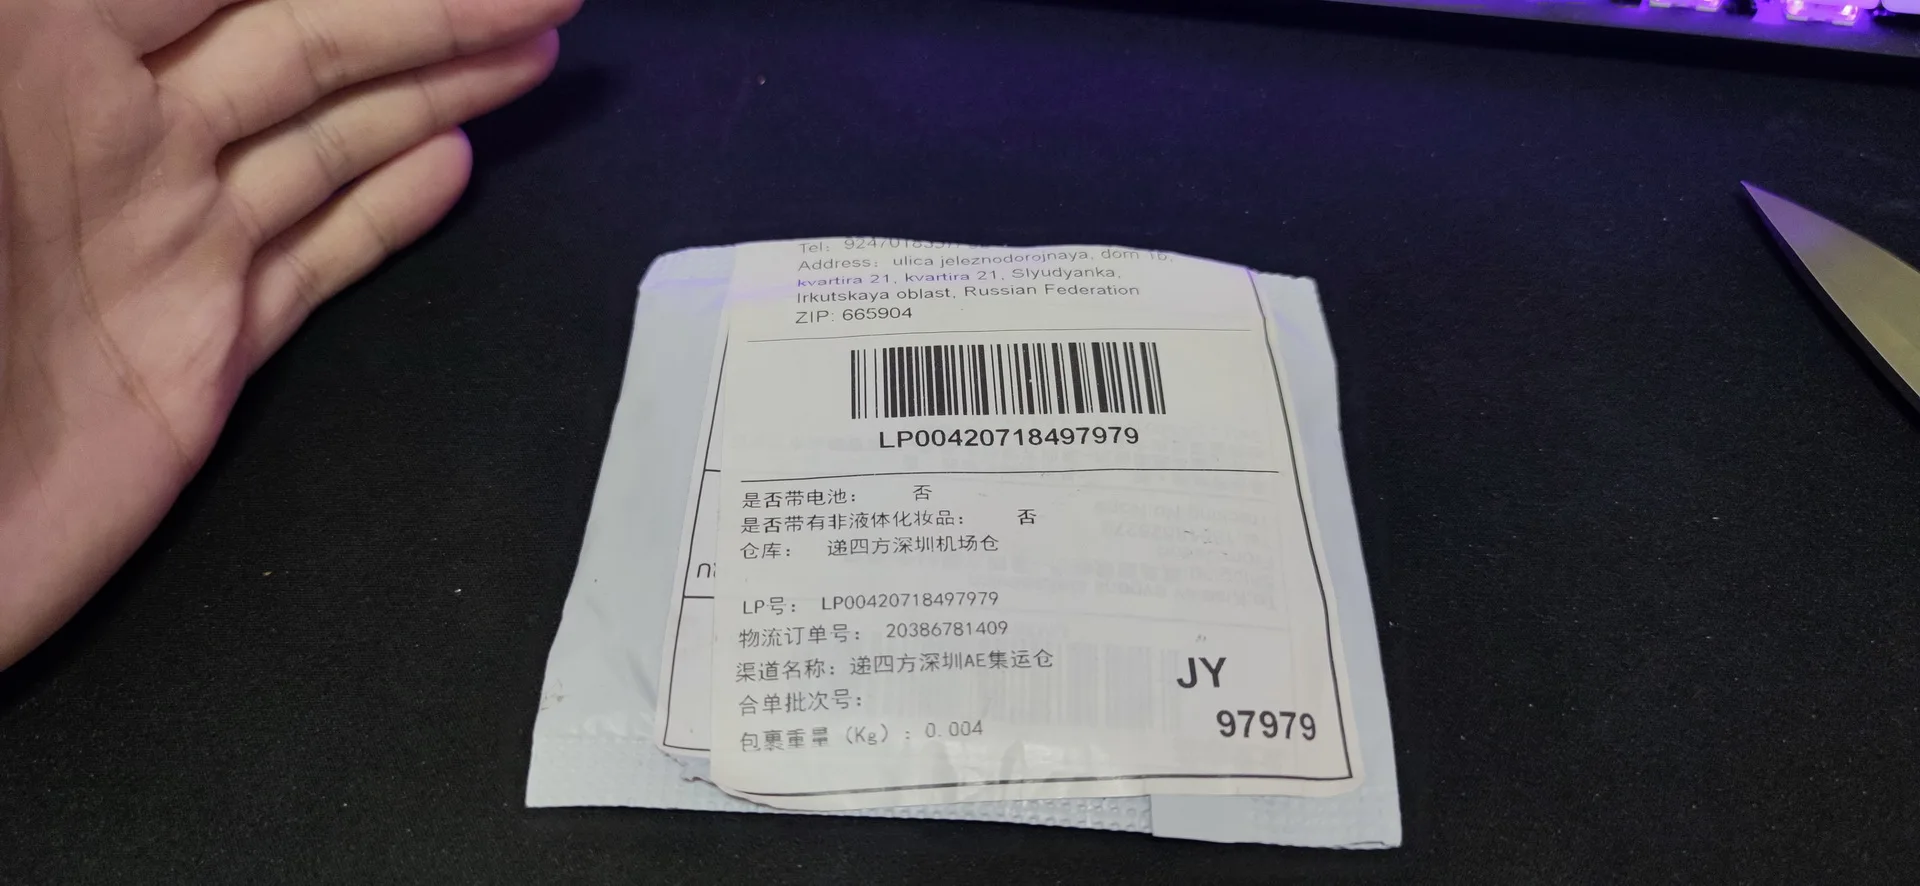 Tel:
Address: ulica jeleznodorojnaya, dom 1b,
kvartira 21, kvartira 21, Slyudyanka,
Irkutskaya oblast, Russian Federation
ZIP: 665904
LP00420718497979
是否带电池： 否
是否带有非液体化妆品： 否
仓库： 递四方深圳机场仓
LP号： LP00420718497979
物流订单号： 20386781409
渠道名称：递四方深圳AE集运仓
合单批次号：
包裹重量（Kg）：0.004
JY
97979